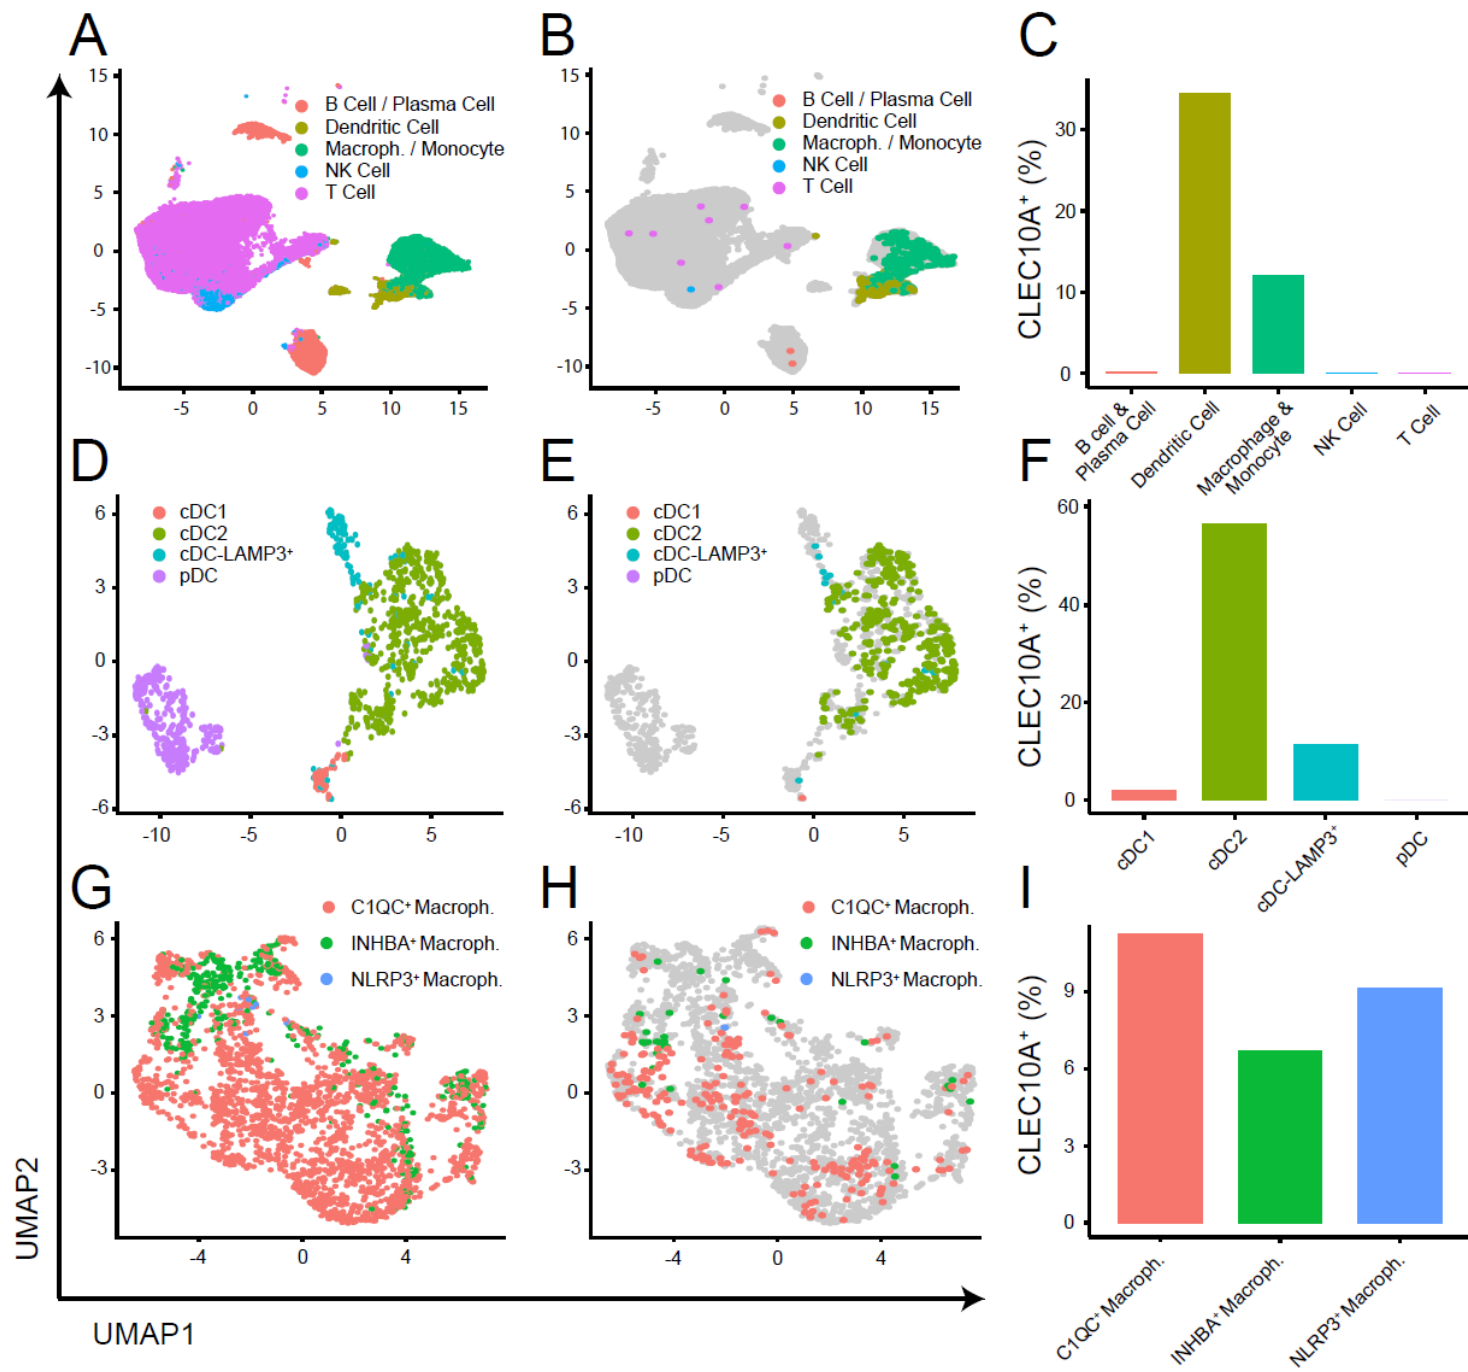 A
15
10
5
0
-5
-10
-5
0
5
10
15
B Cell / Plasma Cell
Dendritic Cell
Macroph. / Monocyte
NK Cell
T Cell
B
15
10
5
0
-5
-10
-5
0
5
10
15
B Cell / Plasma Cell
Dendritic Cell
Macroph. / Monocyte
NK Cell
T Cell
C
CLEC10A⁺ (%)
30
20
10
0
B cell &
Plasma Cell
Dendritic Cell
Macrophage &
Monocyte
NK Cell
T Cell
D
6
3
0
-3
-6
-10
-5
0
5
cDC1
cDC2
cDC-LAMP3⁺
pDC
E
6
3
0
-3
-6
-10
-5
0
5
cDC1
cDC2
cDC-LAMP3⁺
pDC
F
CLEC10A⁺ (%)
60
40
20
0
cDC1
cDC2
cDC-LAMP3⁺
pDC
G
6
3
0
-3
-4
0
4
C1QC⁺ Macroph.
INHBA⁺ Macroph.
NLRP3⁺ Macroph.
H
6
3
0
-3
-4
0
4
C1QC⁺ Macroph.
INHBA⁺ Macroph.
NLRP3⁺ Macroph.
I
CLEC10A⁺ (%)
9
6
3
0
C1QC⁺ Macroph.
INHBA⁺ Macroph.
NLRP3⁺ Macroph.
UMAP2
UMAP1